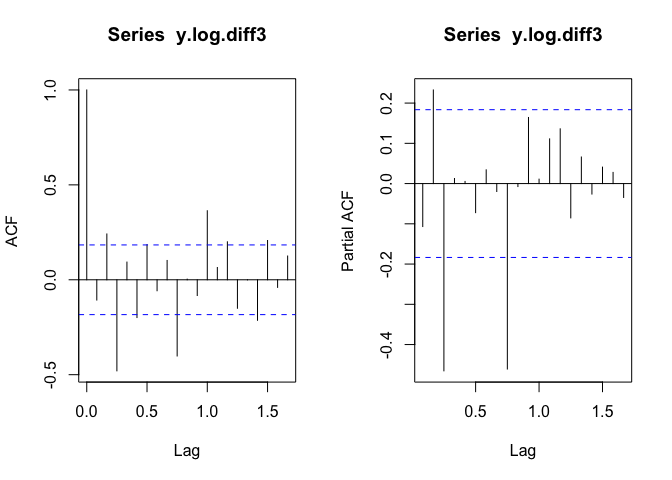 Series y.log.diff3
ACF
1.0
0.5
0.0
-0.5
0.0 0.5 1.0 1.5
Lag
Series y.log.diff3
Partial ACF
0.2
0.1
0.0
-0.2
-0.4
0.5 1.0 1.5
Lag